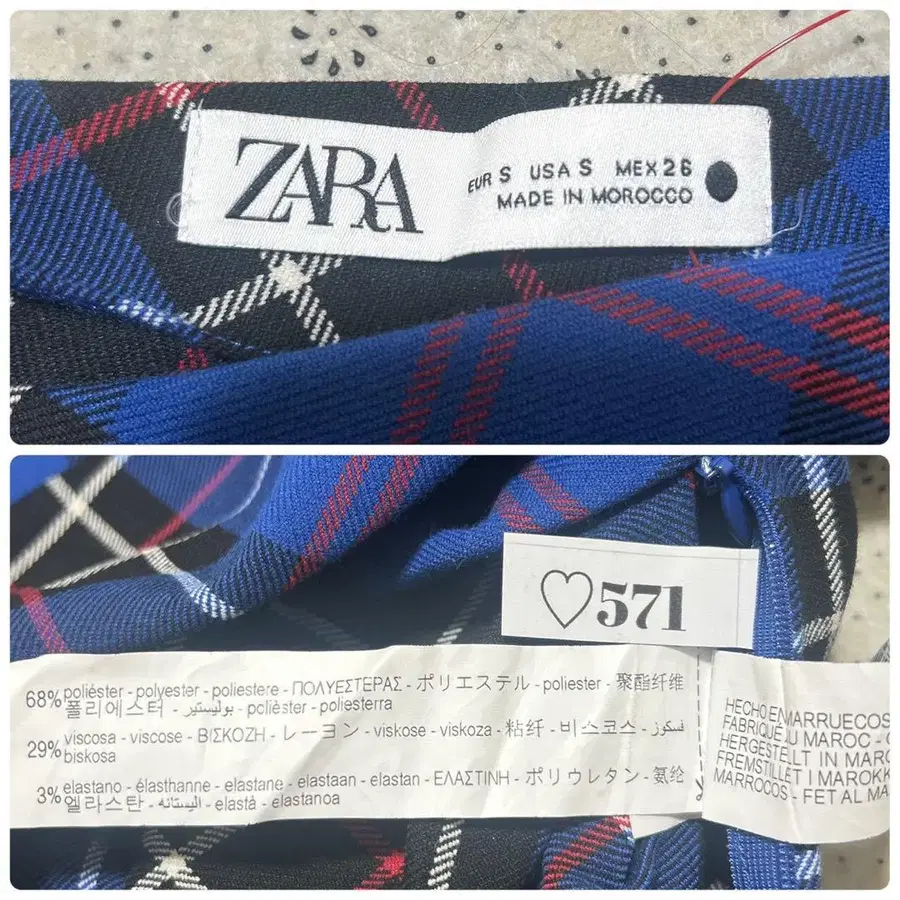 ZARA
EUR S USA S MEX 26
MADE IN MOROCCO
♡571
68% poliéster - polyester - poliestere - ΠΟΛΥΕΣΤΕΡΑΣ - ポリエステル - poliester - 聚酯纤维
폴리에스터 - بوليستير - polièster - poliesterra
29% viscosa - viscose - ΒΙΣΚΟΖΗ - レーヨン - viskose - viskoza - 粘纤 - 비스코스 - فسكوز
biskosa
3% elastano - élasthanne - elastane - elastaan - elastan - ΕΛΑΣΤΙΝΗ - ポリウレタン - 氨纶
엘라스탄 - اليستانه - elastà - elastanoa
HECHO EN MARRUECOS
FABRIQUÉ AU MAROC -
HERGESTELLT IN MAROK
FREMSTILLET I MAROKK
MARROCOS - FET AL MA